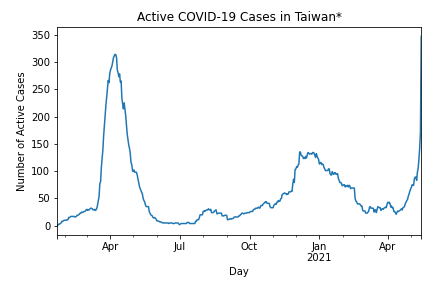 Active COVID-19 Cases in Taiwan*
Number of Active Cases
350
300
250
200
150
100
50
0
Apr
Jul
Oct
Jan
2021
Apr
Day